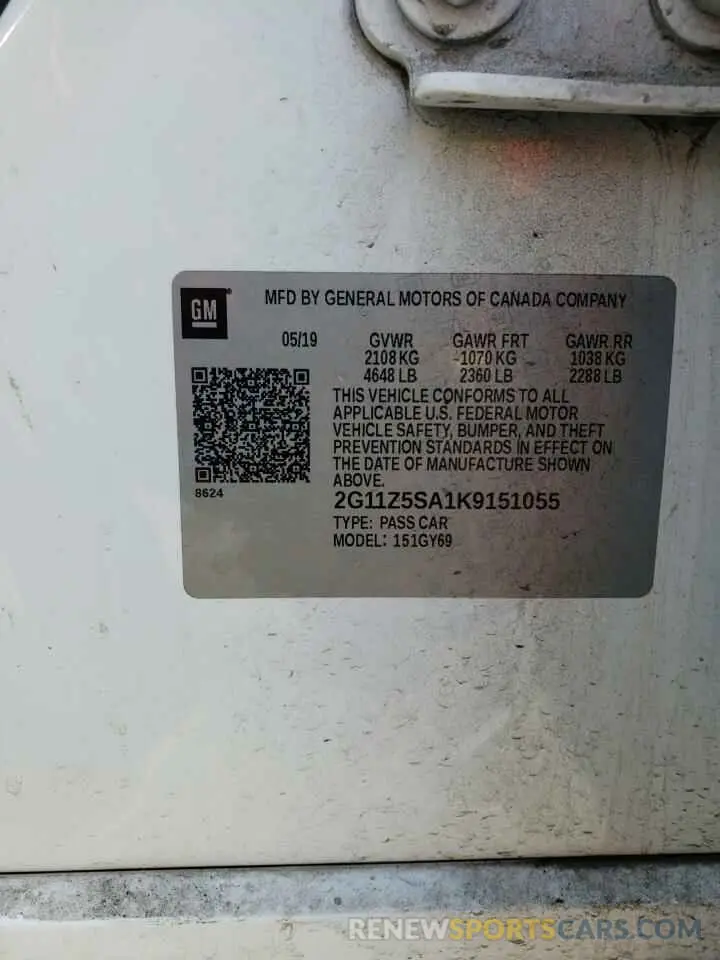 GM
MFD BY GENERAL MOTORS OF CANADA COMPANY
05/19 GVWR GAWR FRT GAWR RR
2108 KG 1070 KG 1038 KG
4648 LB 2360 LB 2288 LB
THIS VEHICLE CONFORMS TO ALL
APPLICABLE U.S. FEDERAL MOTOR
VEHICLE SAFETY, BUMPER, AND THEFT
PREVENTION STANDARDS IN EFFECT ON
THE DATE OF MANUFACTURE SHOWN
ABOVE.
8624
2G11Z5SA1K9151055
TYPE: PASS CAR
MODEL: 151GY69
RENEWSPORTSCARS.COM